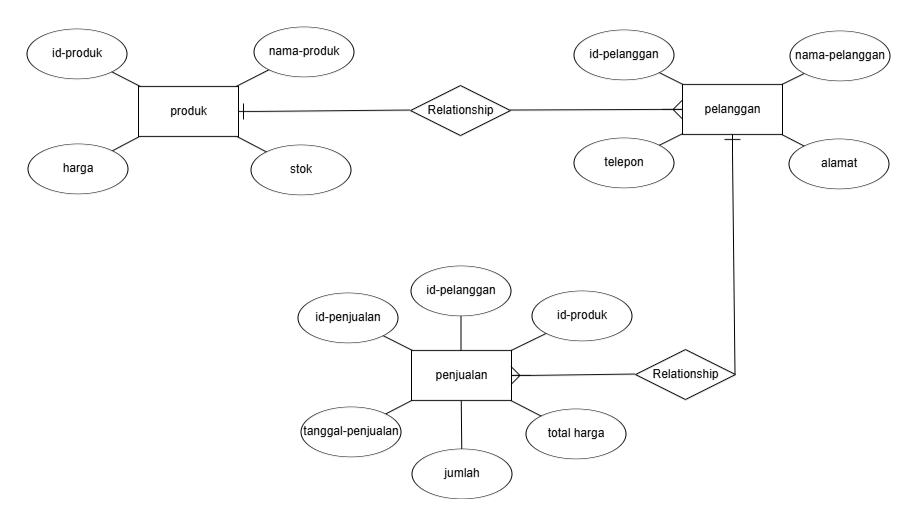 id-produk
nama-produk
produk
harga
stok
Relationship
id-pelanggan
nama-pelanggan
pelanggan
telepon
alamat
id-pelanggan
id-penjualan
id-produk
penjualan
Relationship
tanggal-penjualan
total harga
jumlah